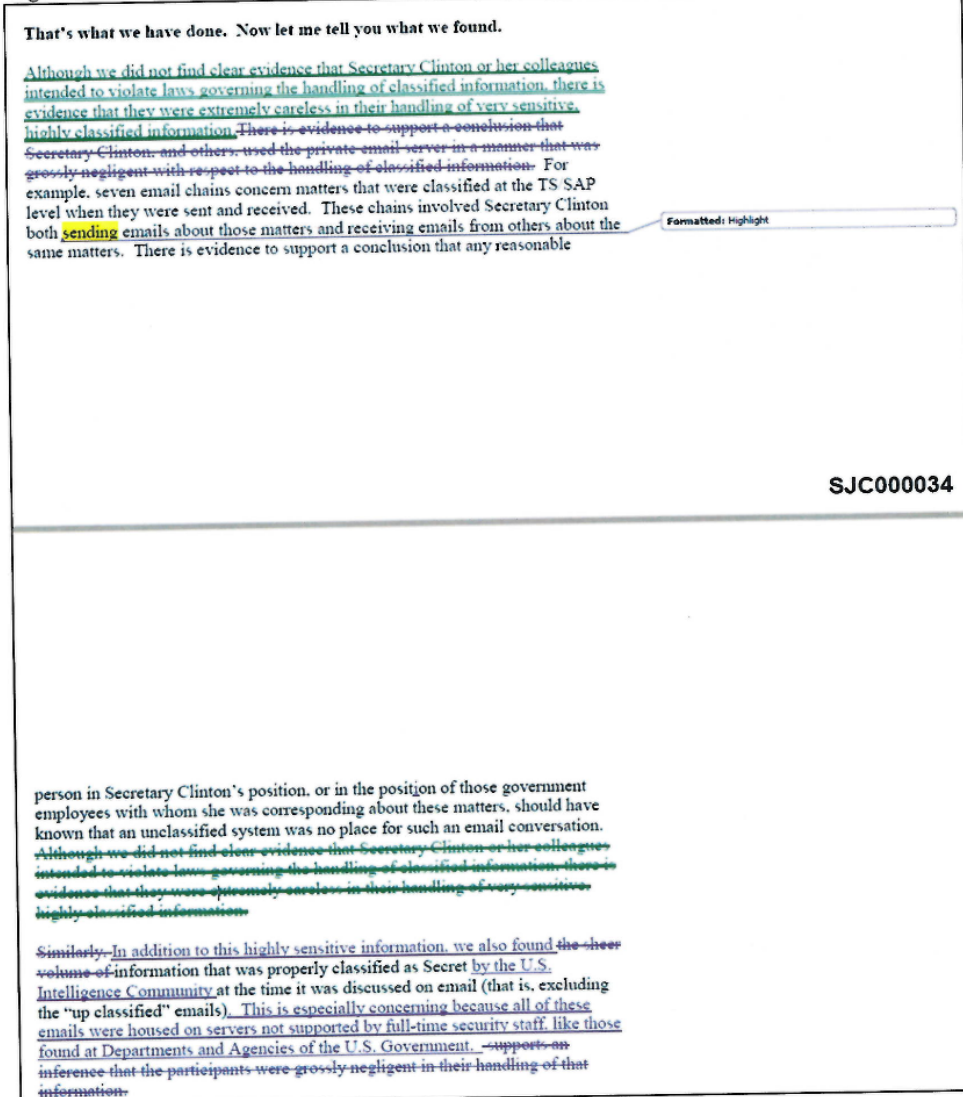 That's what we have done. Now let me tell you what we found.
Although we did not find clear evidence that Secretary Clinton or her colleagues
intended to violate laws governing the handling of classified information, there is
evidence that they were extremely careless in their handling of very sensitive,
highly classified information. There is evidence to support a conclusion that
Secretary Clinton, and others, used the private email server in a manner that was
grossly negligent with respect to the handling of classified information. For
example, seven email chains concern matters that were classified at the TS SAP
level when they were sent and received. These chains involved Secretary Clinton
both sending emails about those matters and receiving emails from others about the
Formatted: Highlight
same matters. There is evidence to support a conclusion that any reasonable
SJC000034
person in Secretary Clinton's position, or in the position of those government
employees with whom she was corresponding about these matters, should have
known that an unclassified system was no place for such an email conversation.
Although we did not find clear evidence that Secretary Clinton or her colleagues
intended to violate laws governing the handling of classified information, there is
evidence that they were extremely careless in their handling of very sensitive,
highly classified information.
Similarly, In addition to this highly sensitive information, we also found the sheer
volume of information that was properly classified as Secret by the U.S.
Intelligence Community at the time it was discussed on email (that is, excluding
the "up classified" emails). This is especially concerning because all of these
emails were housed on servers not supported by full-time security staff, like those
found at Departments and Agencies of the U.S. Government. supports an
inference that the participants were grossly negligent in their handling of that
information.